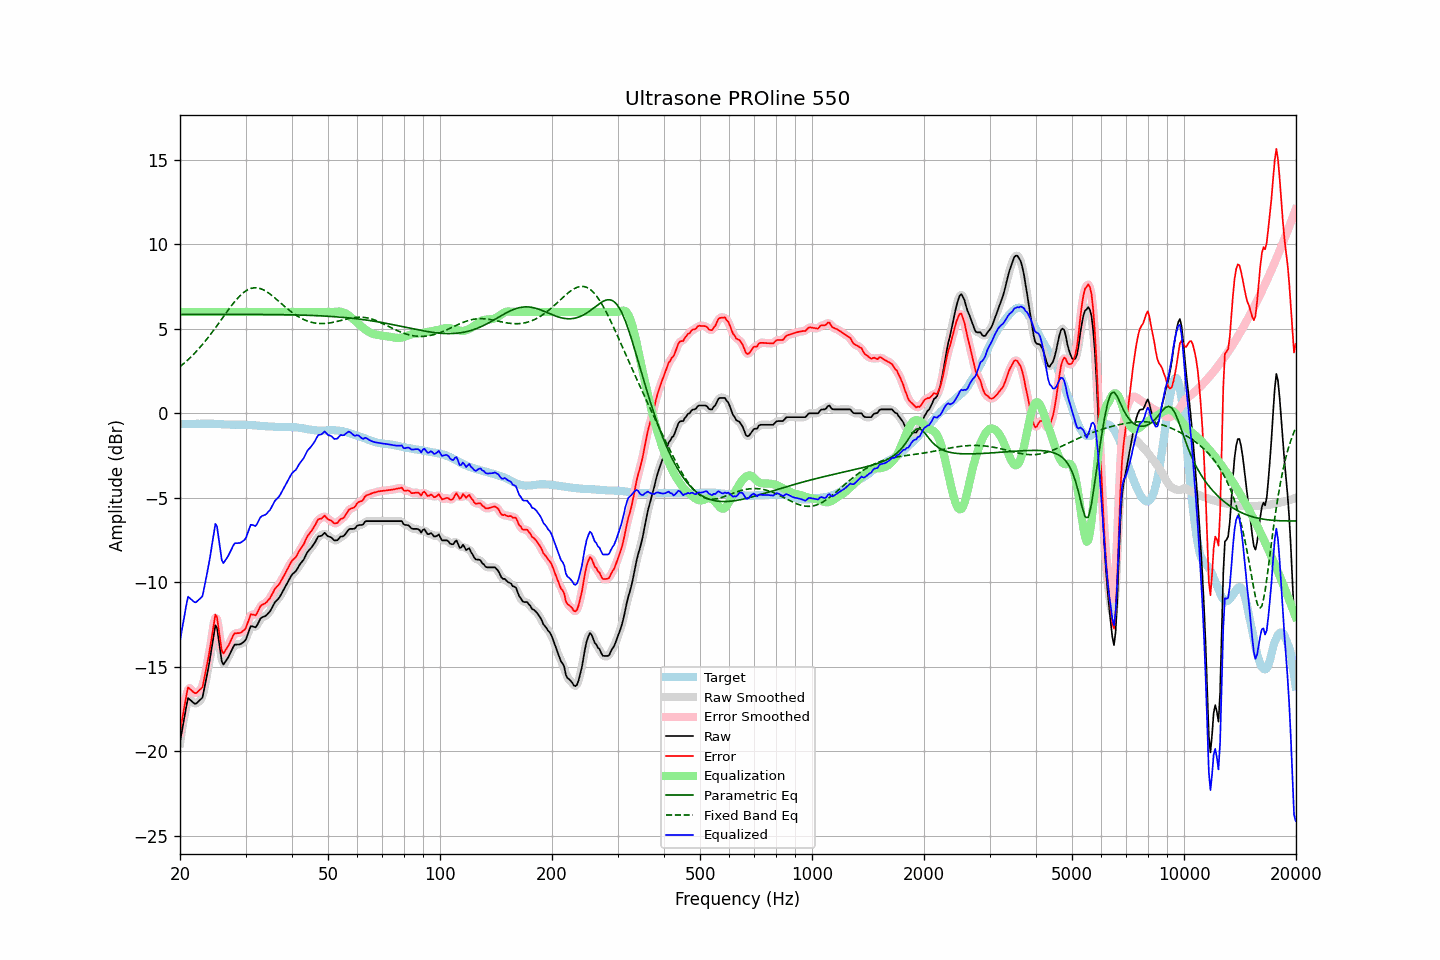 Ultrasone PROline 550
Amplitude (dBr)
15
10
5
0
−5
−10
−15
−20
−25
Target
Raw Smoothed
Error Smoothed
Raw
Error
Equalization
Parametric Eq
Fixed Band Eq
Equalized
20 50 100 200 500 1000 2000 5000 10000 20000
Frequency (Hz)